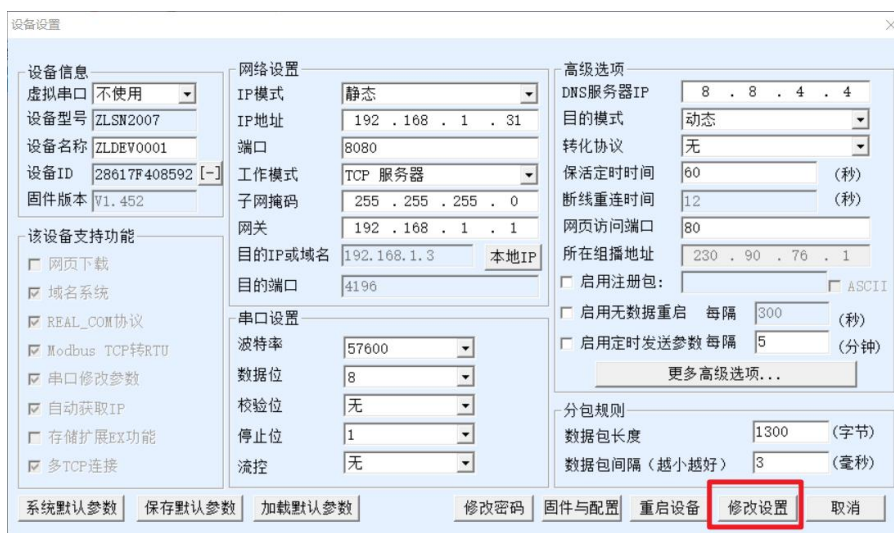 设备设置
设备信息
虚拟串口 不使用
设备型号 ZLSN2007
设备名称 ZLDEV0001
设备ID 28617F408592 [-]
固件版本 V1.452
该设备支持功能
网页下载
域名系统
REAL_COM协议
Modbus TCP转RTU
串口修改参数
自动获取IP
存储扩展EX功能
多TCP连接
网络设置
IP模式 静态
IP地址 192 .168 . 1 . 31
端口 8080
工作模式 TCP 服务器
子网掩码 255 .255 .255 . 0
网关 192 .168 . 1 . 1
目的IP或域名 192.168.1.3 本地IP
目的端口 4196
串口设置
波特率 57600
数据位 8
校验位 无
停止位 1
流控 无
高级选项
DNS服务器IP 8 . 8 . 4 . 4
目的模式 动态
转化协议 无
保活定时时间 60 (秒)
断线重连时间 12 (秒)
网页访问端口 80
所在组播地址 230 . 90 . 76 . 1
启用注册包: ASCII
启用无数据重启 每隔 300 (秒)
启用定时发送参数 每隔 5 (分钟)
更多高级选项...
分包规则
数据包长度 1300 (字节)
数据包间隔(越小越好) 3 (毫秒)
系统默认参数 保存默认参数 加载默认参数 修改密码 固件与配置 重启设备 修改设置 取消